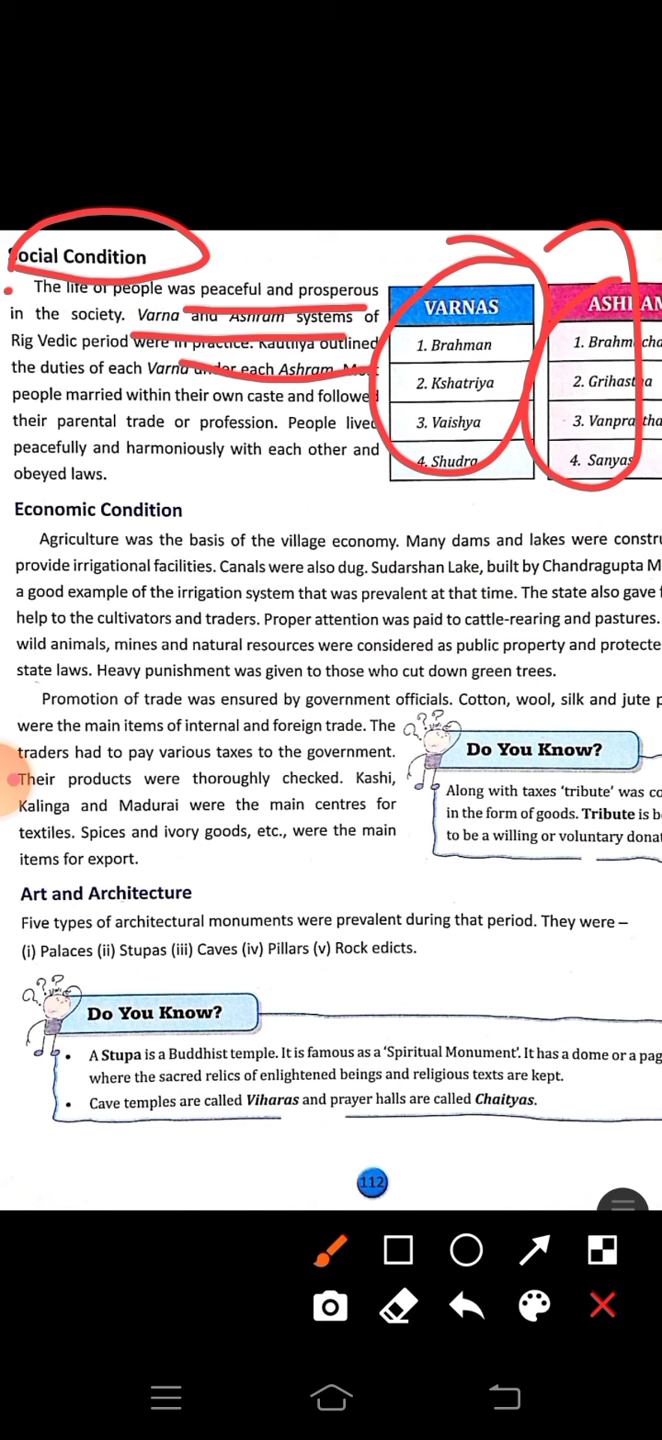 Social Condition
The life of people was peaceful and prosperous
in the society. Varna and Ashram systems of
Rig Vedic period were in practice. Kautilya outlined
the duties of each Varna under each Ashram. Most
people married within their own caste and followed
their parental trade or profession. People lived
peacefully and harmoniously with each other and
obeyed laws.
VARNAS
1. Brahman
2. Kshatriya
3. Vaishya
4. Shudra
ASHRAM
1. Brahmcha
2. Grihastha
3. Vanprastha
4. Sanyas
Economic Condition
Agriculture was the basis of the village economy. Many dams and lakes were constru
provide irrigational facilities. Canals were also dug. Sudarshan Lake, built by Chandragupta M
a good example of the irrigation system that was prevalent at that time. The state also gave f
help to the cultivators and traders. Proper attention was paid to cattle-rearing and pastures.
wild animals, mines and natural resources were considered as public property and protecte
state laws. Heavy punishment was given to those who cut down green trees.
Promotion of trade was ensured by government officials. Cotton, wool, silk and jute p
were the main items of internal and foreign trade. The
traders had to pay various taxes to the government.
Their products were thoroughly checked. Kashi,
Kalinga and Madurai were the main centres for
textiles. Spices and ivory goods, etc., were the main
items for export.
Do You Know?
Along with taxes 'tribute' was co
in the form of goods. Tribute is b
to be a willing or voluntary donat
Art and Architecture
Five types of architectural monuments were prevalent during that period. They were –
(i) Palaces (ii) Stupas (iii) Caves (iv) Pillars (v) Rock edicts.
Do You Know?
• A Stupa is a Buddhist temple. It is famous as a 'Spiritual Monument'. It has a dome or a pag
where the sacred relics of enlightened beings and religious texts are kept.
• Cave temples are called Viharas and prayer halls are called Chaityas.
112